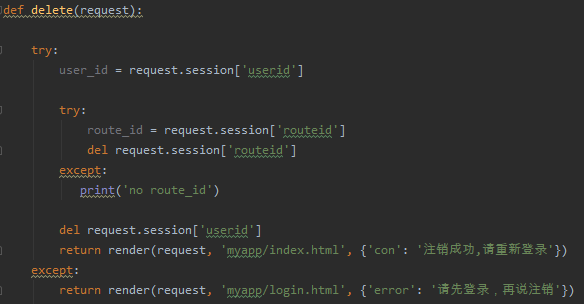 def delete(request):
try:
user_id = request.session['userid']
try:
route_id = request.session['routeid']
del request.session['routeid']
except:
print('no route_id')
del request.session['userid']
return render(request, 'myapp/index.html', {'con': '注销成功,请重新登录'})
except:
return render(request, 'myapp/login.html', {'error': '请先登录，再说注销'})